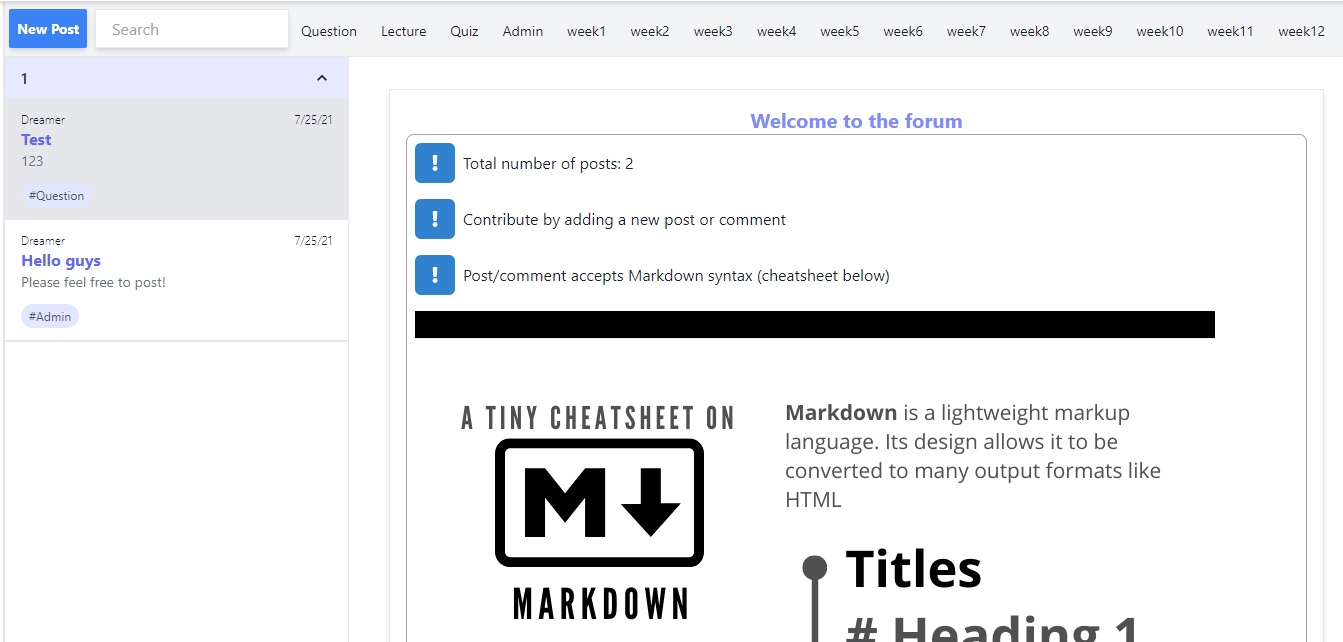 New Post Search Question Lecture Quiz Admin week1 week2 week3 week4 week5 week6 week7 week8 week9 week10 week11 week12
1
Dreamer 7/25/21
Test
123
#Question
Dreamer 7/25/21
Hello guys
Please feel free to post!
#Admin
Welcome to the forum
! Total number of posts: 2
! Contribute by adding a new post or comment
! Post/comment accepts Markdown syntax (cheatsheet below)
A TINY CHEATSHEET ON
M
MARKDOWN
Markdown is a lightweight markup
language. Its design allows it to be
converted to many output formats like
HTML
Titles
# Heading 1